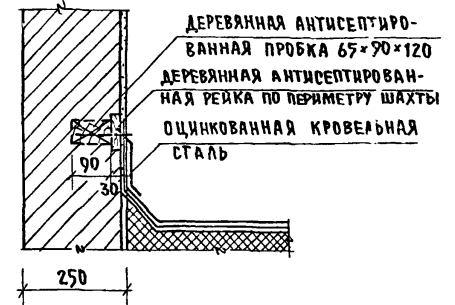 ДЕРЕВЯННАЯ АНТИСЕПТИРО-
ВАННАЯ ПРОБКА 65×90×120
ДЕРЕВЯННАЯ АНТИСЕПТИРОВАН-
НАЯ РЕЙКА ПО ПЕРИМЕТРУ ШАХТЫ
ОЦИНКОВАННАЯ КРОВЕЛЬНАЯ
СТАЛЬ
90
30
250